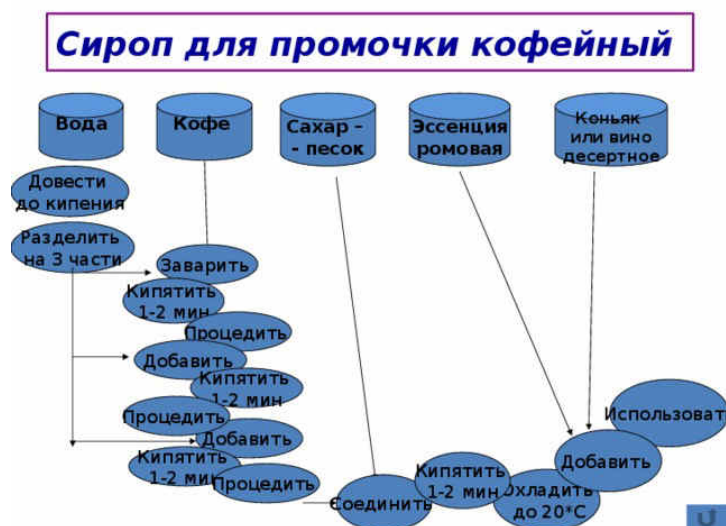 Сироп для промочки кофейный
Вода
Кофе
Сахар –
- песок
Эссенция
ромовая
Коньяк
или вино
десертное
Довести
до кипения
Разделить
на 3 части
Заварить
Кипятить
1-2 мин
Процедить
Добавить
Кипятить
1-2 мин
Процедить
Добавить
Кипятить
1-2 мин
Процедить
Соединить
Кипятить
1-2 мин
Охладить
до 20*С
Добавить
Использоват